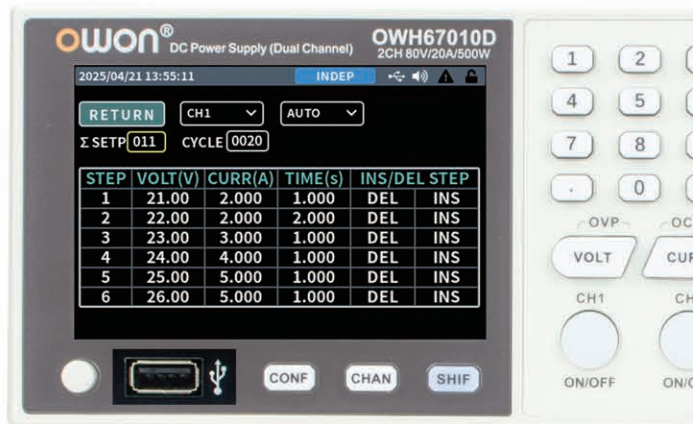 OWON® DC Power Supply (Dual Channel) OWH67010D
2CH 80V/20A/500W
2025/04/21 13:55:11 INDEP
RETURN CH1 AUTO
Σ SETP 011 CYCLE 0020
STEP VOLT(V) CURR(A) TIME(s) INS/DEL STEP
1 21.00 2.000 1.000 DEL INS
2 22.00 2.000 2.000 DEL INS
3 23.00 3.000 1.000 DEL INS
4 24.00 4.000 1.000 DEL INS
5 25.00 5.000 1.000 DEL INS
6 26.00 5.000 1.000 DEL INS
CONF CHAN SHIF
1 2
4 5
7 8
. 0
OVP OC
VOLT CUR
CH1 CH
ON/OFF ON/